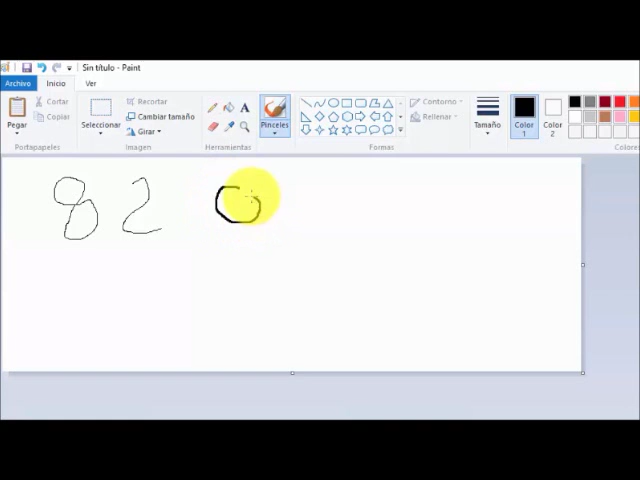 Sin título - Paint
Archivo Inicio Ver
Pegar Cortar Copiar Portapapeles
Seleccionar Recortar Cambiar tamaño Girar Imagen
A Herramientas
Pinceles
Contorno Rellenar Formas
Tamaño
Color 1
Color 2
Colores
8 2